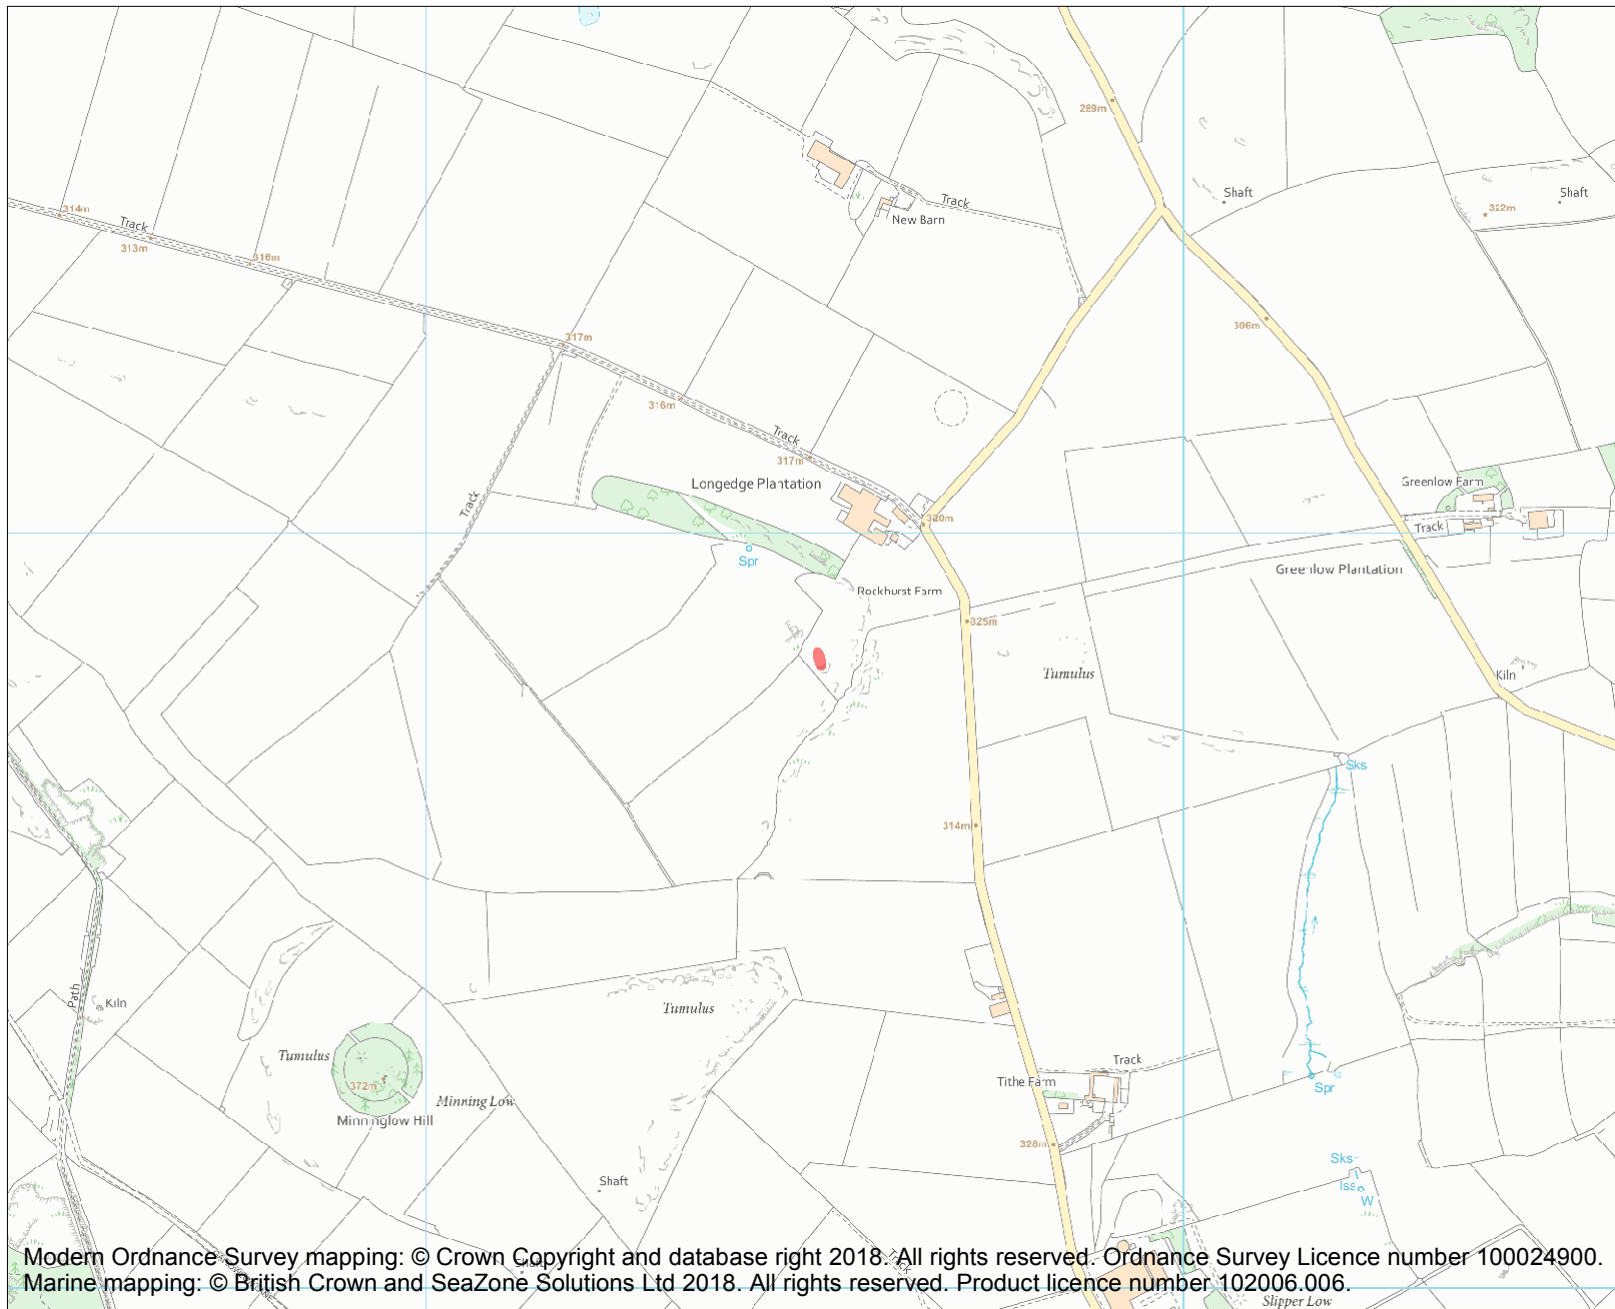 289m
Shaft
Shaft
322m
Track
New Barn
314m
Track
313m
316m
306m
317m
316m
Track
317m
Longedge Plantation
Greenlow Farm
Track
320m
Track
Spr
Greenlow Plantation
Rockhurst Farm
325m
Tumulus
Kiln
Sks
314m
Path
Kiln
Tumulus
Tumulus
372m
Minninglow Hill
Minning Low
Track
Tithe Farm
Spr
328m
Sks
Iss
W
Shaft
Shaft
Track
Modern Ordnance Survey mapping: © Crown Copyright and database right 2018. All rights reserved. Ordnance Survey Licence number 100024900.
Marine mapping: © British Crown and SeaZone Solutions Ltd 2018. All rights reserved. Product licence number 102006.006.
Slipper Low